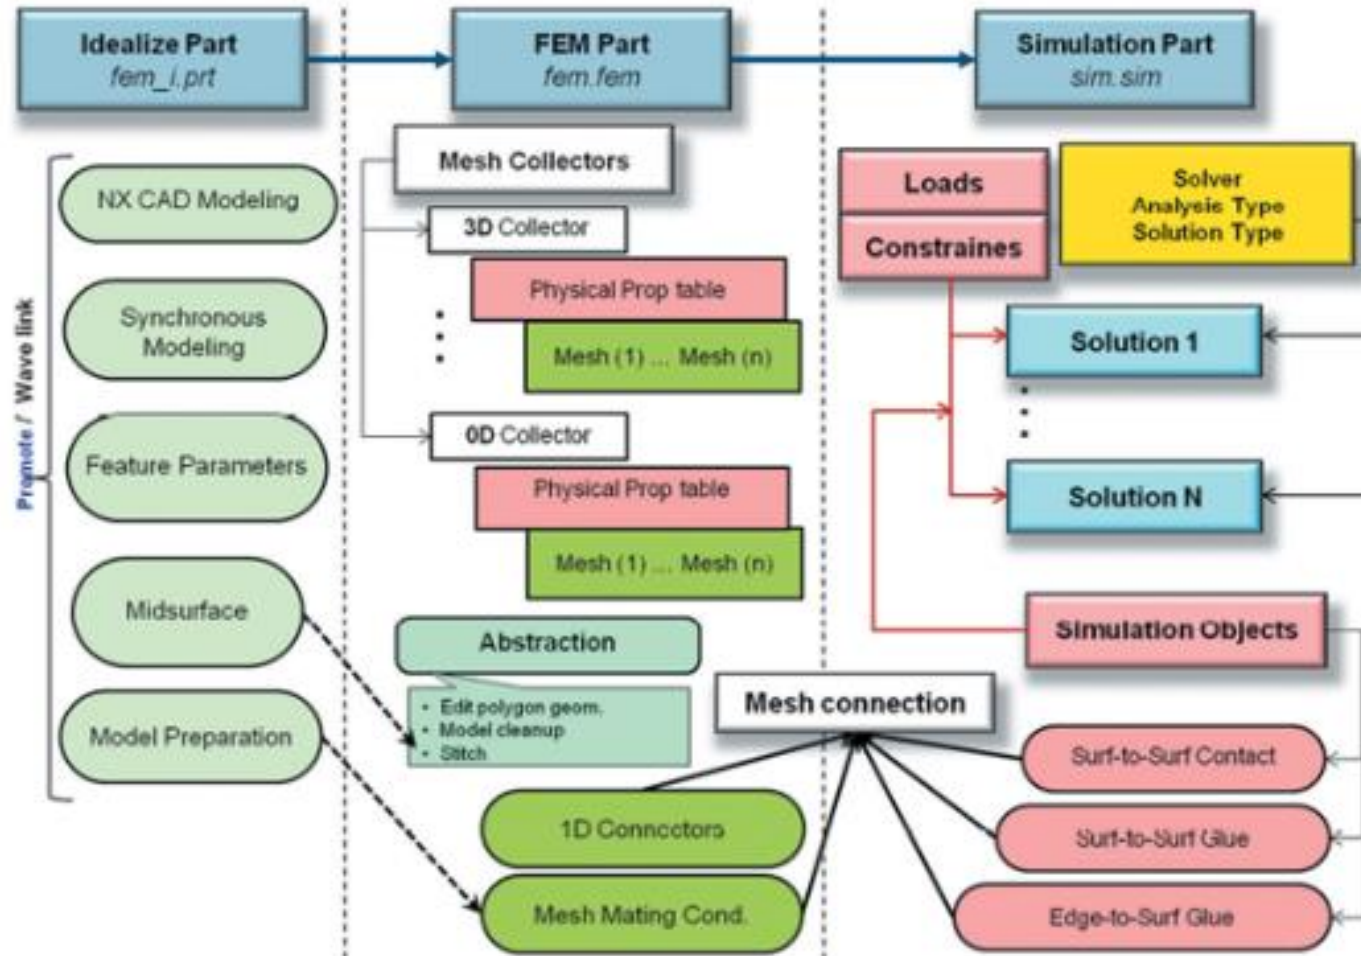 Idealize Part
fem_i.prt
FEM Part
fem.fem
Simulation Part
sim.sim
Promote / Wave link
NX CAD Modeling
Synchronous
Modeling
Feature Parameters
Midsurface
Model Preparation
Mesh Collectors
3D Collector
Physical Prop table
Mesh (1) ... Mesh (n)
0D Collector
Physical Prop table
Mesh (1) ... Mesh (n)
Abstraction
• Edit polygon geom.
• Model cleanup
• Stitch
1D Connectors
Mesh Mating Cond.
Mesh connection
Loads
Constraines
Solver
Analysis Type
Solution Type
Solution 1
Solution N
Simulation Objects
Surf-to-Surf Contact
Surf-to-Surf Glue
Edge-to-Surf Glue